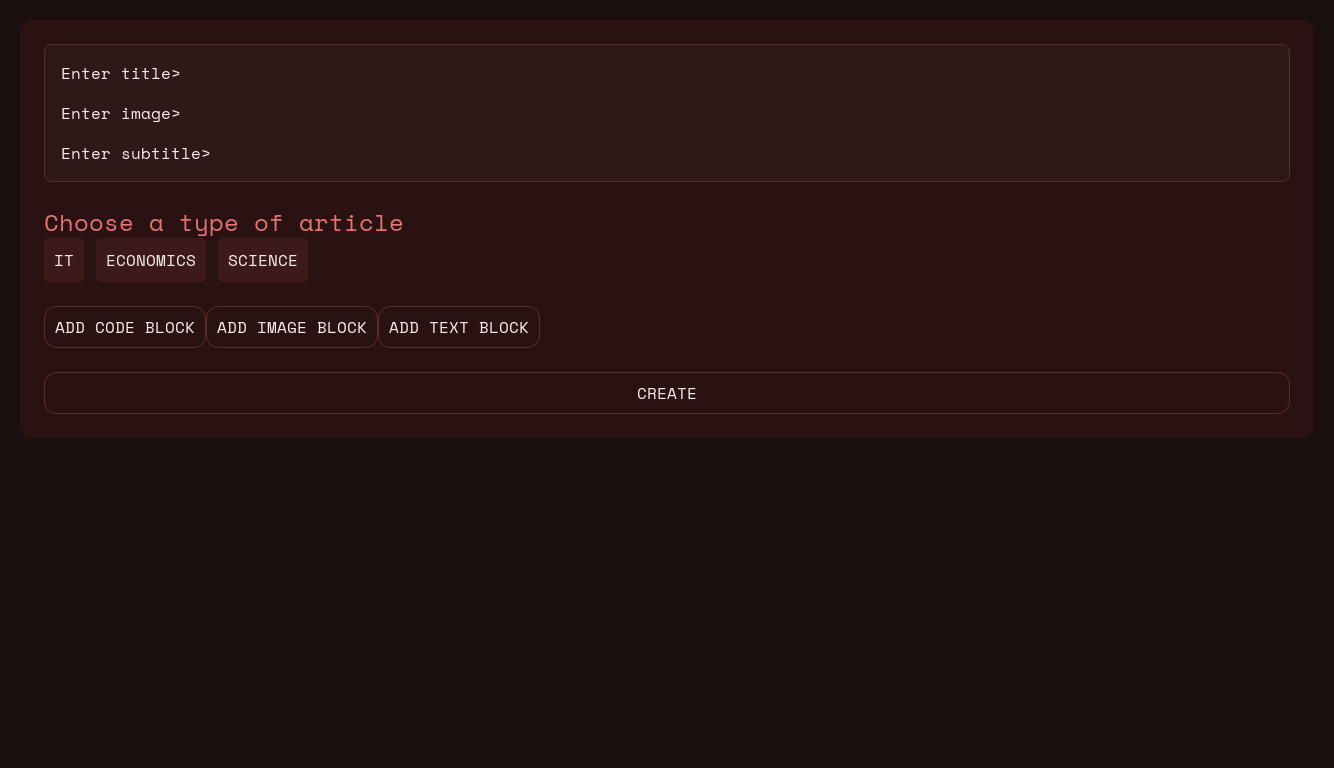 Enter title>
Enter image>
Enter subtitle>
Choose a type of article
IT ECONOMICS SCIENCE
ADD CODE BLOCK ADD IMAGE BLOCK ADD TEXT BLOCK
CREATE